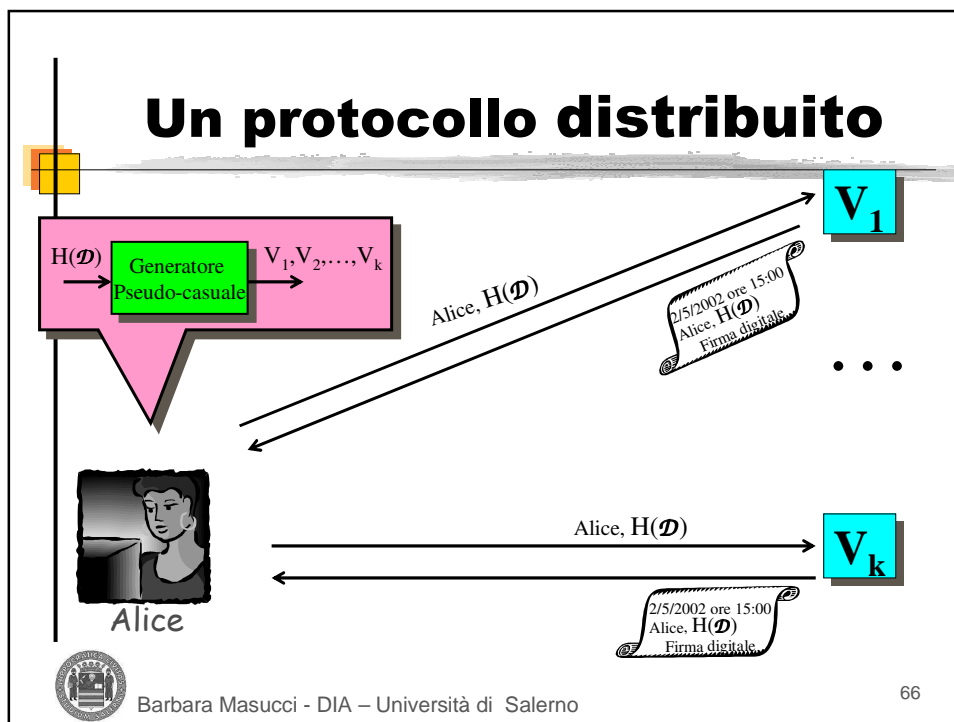 Un protocollo distribuito
H(𝓓)
Generatore
Pseudo-casuale
V₁,V₂,…,Vₖ
Alice, H(𝓓)
V₁
2/5/2002 ore 15:00
Alice, H(𝓓)
Firma digitale
• • •
Alice
Alice, H(𝓓)
Vₖ
2/5/2002 ore 15:00
Alice, H(𝓓)
Firma digitale
Barbara Masucci - DIA – Università di Salerno
66